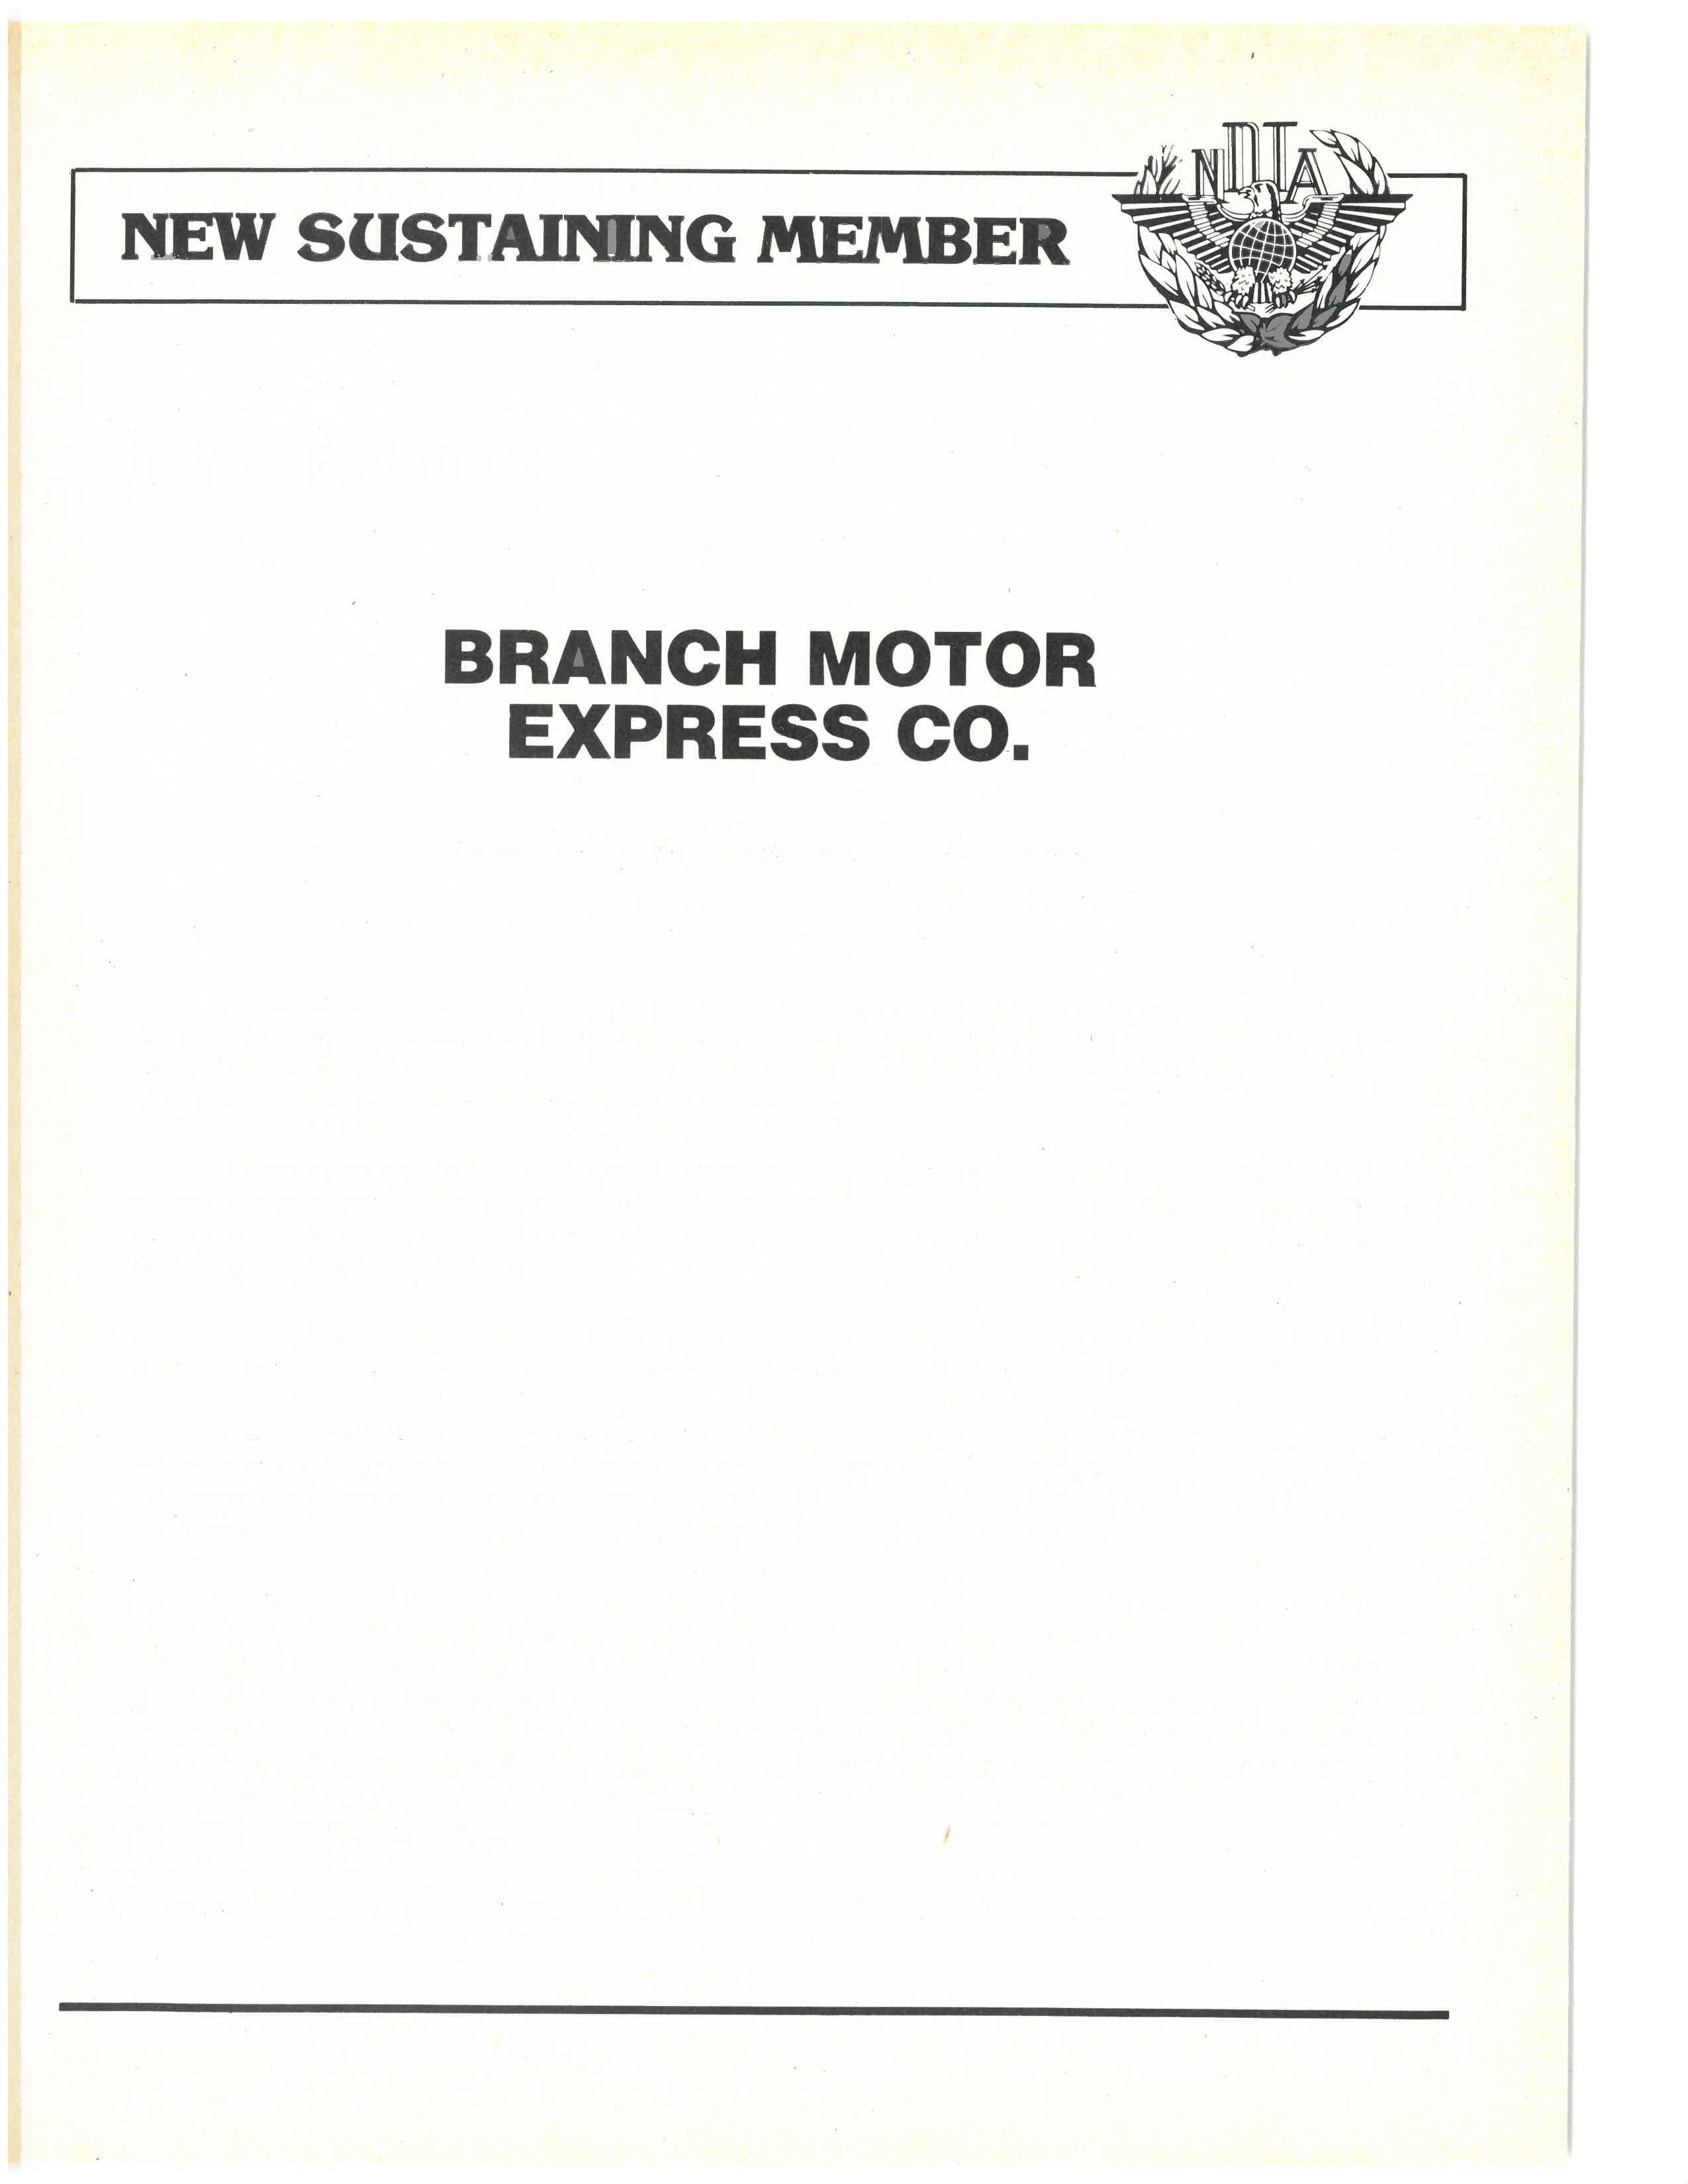 NDTA
NEW SUSTAINING MEMBER
BRANCH MOTOR
EXPRESS CO.